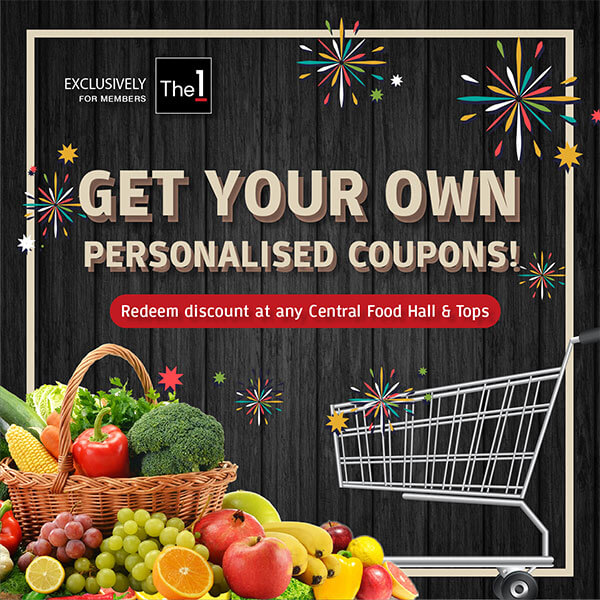 EXCLUSIVELY
FOR MEMBERS
The1
GET YOUR OWN
PERSONALISED COUPONS!
Redeem discount at any Central Food Hall & Tops